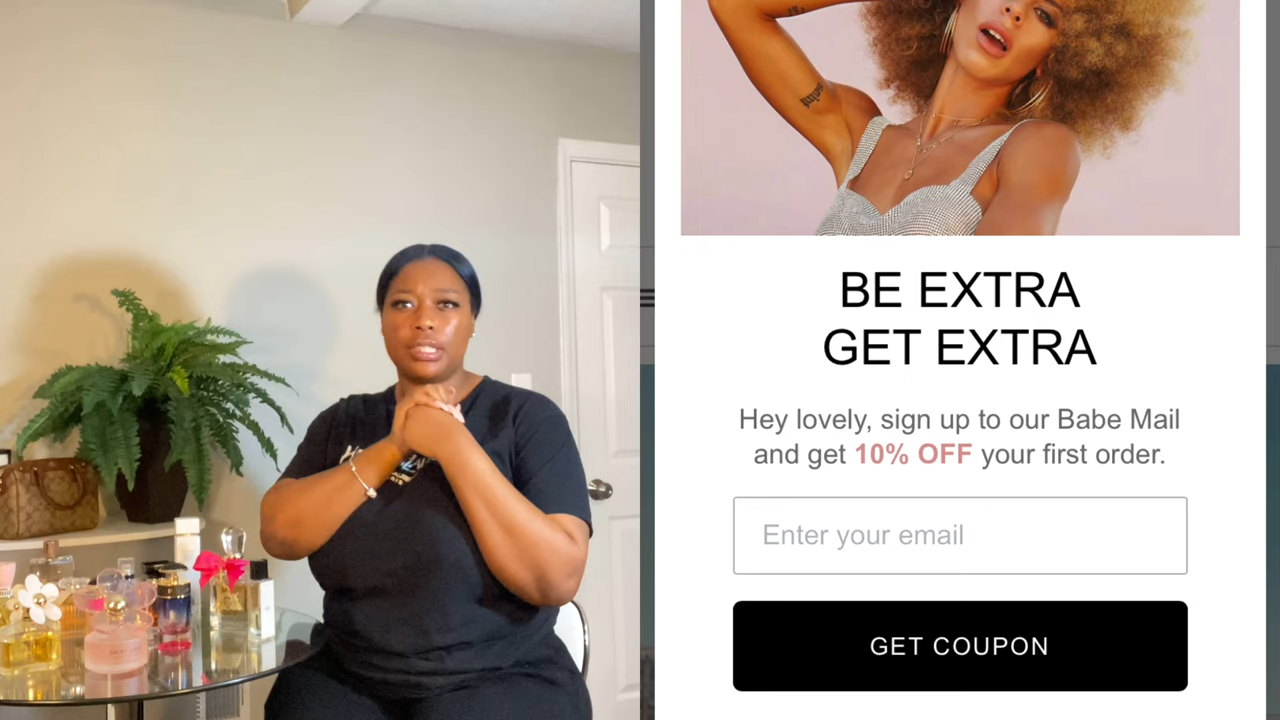 BE EXTRA
GET EXTRA
Hey lovely, sign up to our Babe Mail
and get 10% OFF your first order.
Enter your email
GET COUPON